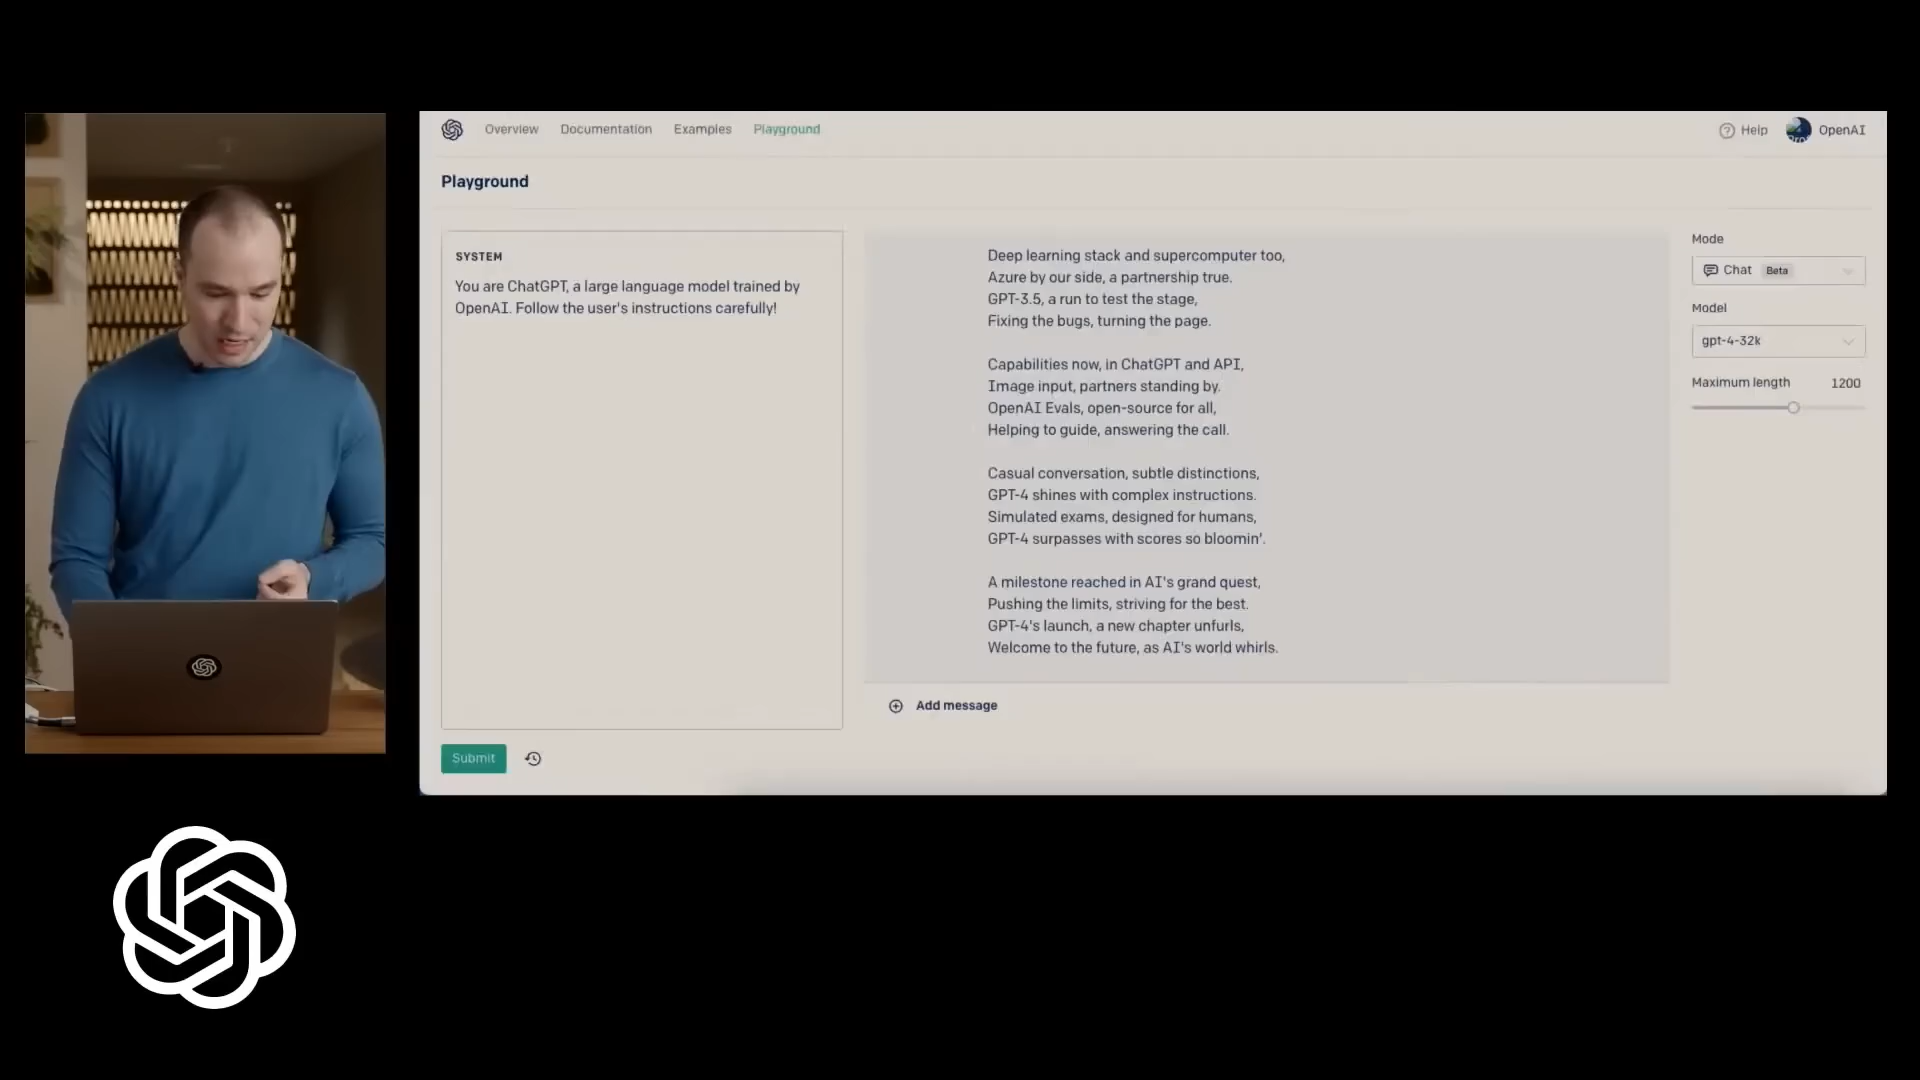 Overview Documentation Examples Playground
Help OpenAI
Playground
SYSTEM
You are ChatGPT, a large language model trained by
OpenAI. Follow the user's instructions carefully!
Submit
Deep learning stack and supercomputer too,
Azure by our side, a partnership true.
GPT-3.5, a run to test the stage,
Fixing the bugs, turning the page.
Capabilities now, in ChatGPT and API,
Image input, partners standing by.
OpenAI Evals, open-source for all,
Helping to guide, answering the call.
Casual conversation, subtle distinctions,
GPT-4 shines with complex instructions.
Simulated exams, designed for humans,
GPT-4 surpasses with scores so bloomin'.
A milestone reached in AI's grand quest,
Pushing the limits, striving for the best.
GPT-4's launch, a new chapter unfurls,
Welcome to the future, as AI's world whirls.
Add message
Mode
Chat Beta
Model
gpt-4-32k
Maximum length 1200